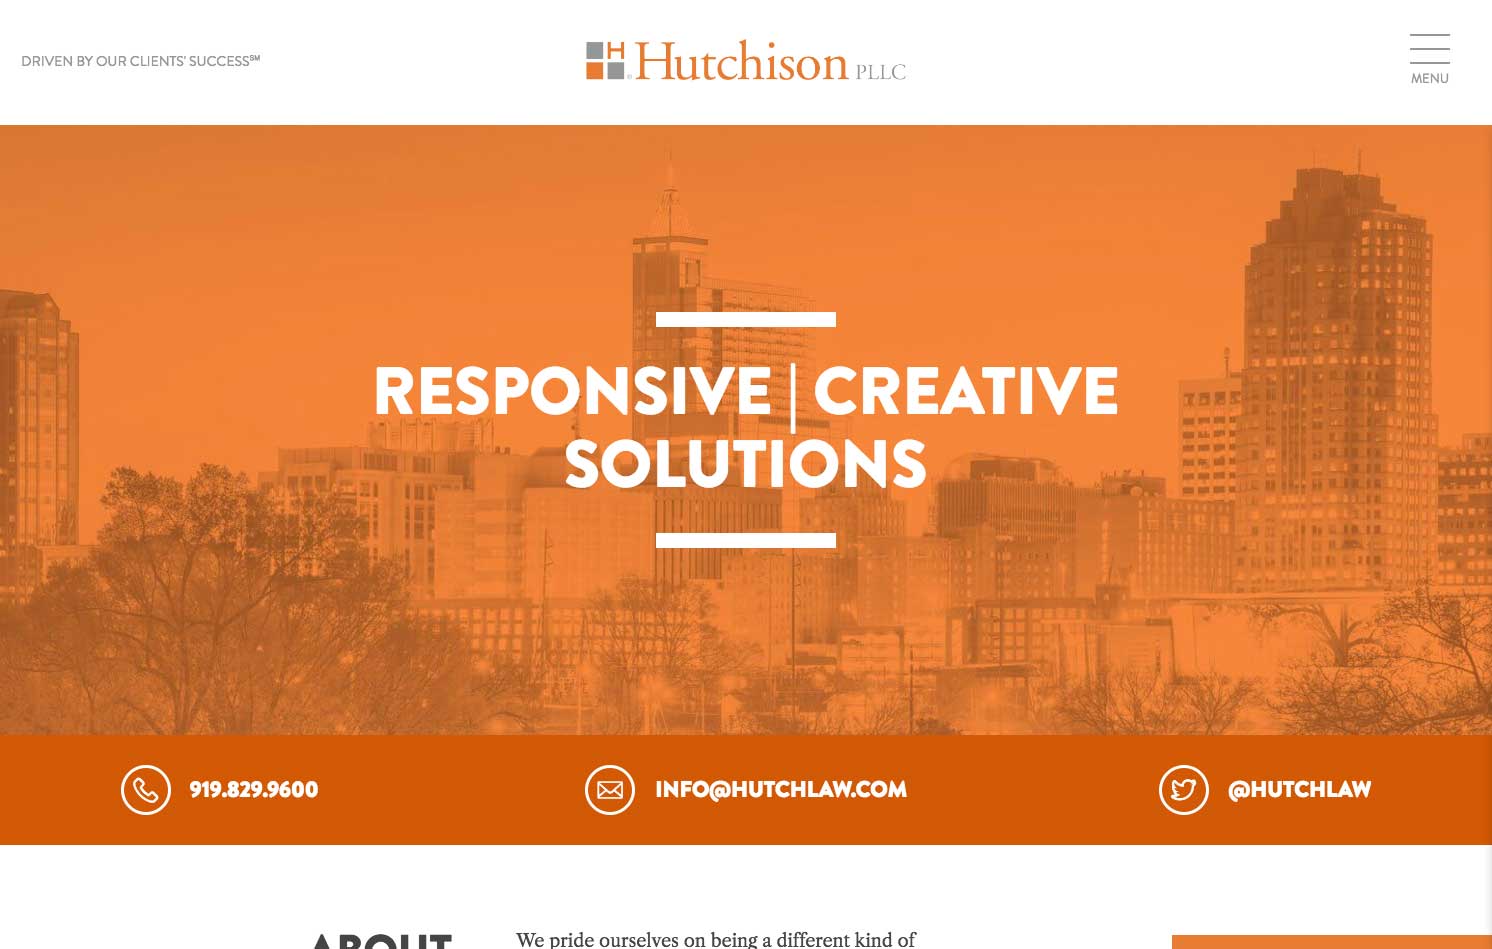 DRIVEN BY OUR CLIENTS' SUCCESS℠
H
Hutchison PLLC
MENU
RESPONSIVE | CREATIVE
SOLUTIONS
919.829.9600
INFO@HUTCHLAW.COM
@HUTCHLAW
ABOUT
We pride ourselves on being a different kind of